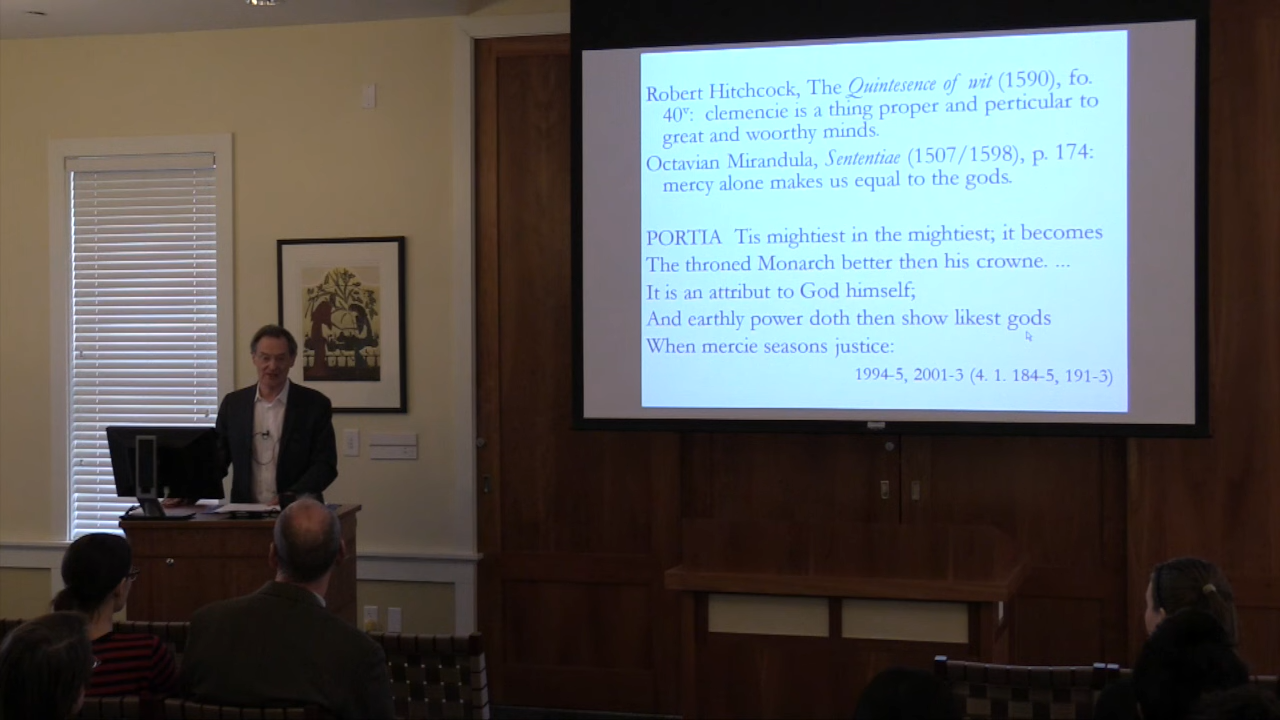 Robert Hitchcock, The Quintesence of wit (1590), fo.
40v: clemencie is a thing proper and perticular to
great and woorthy minds.
Octavian Mirandula, Sententiae (1507/1598), p. 174:
mercy alone makes us equal to the gods.
PORTIA Tis mightiest in the mightiest; it becomes
The throned Monarch better then his crowne. ...
It is an attribut to God himself;
And earthly power doth then show likest gods
When mercie seasons justice:
1994-5, 2001-3 (4. 1. 184-5, 191-3)